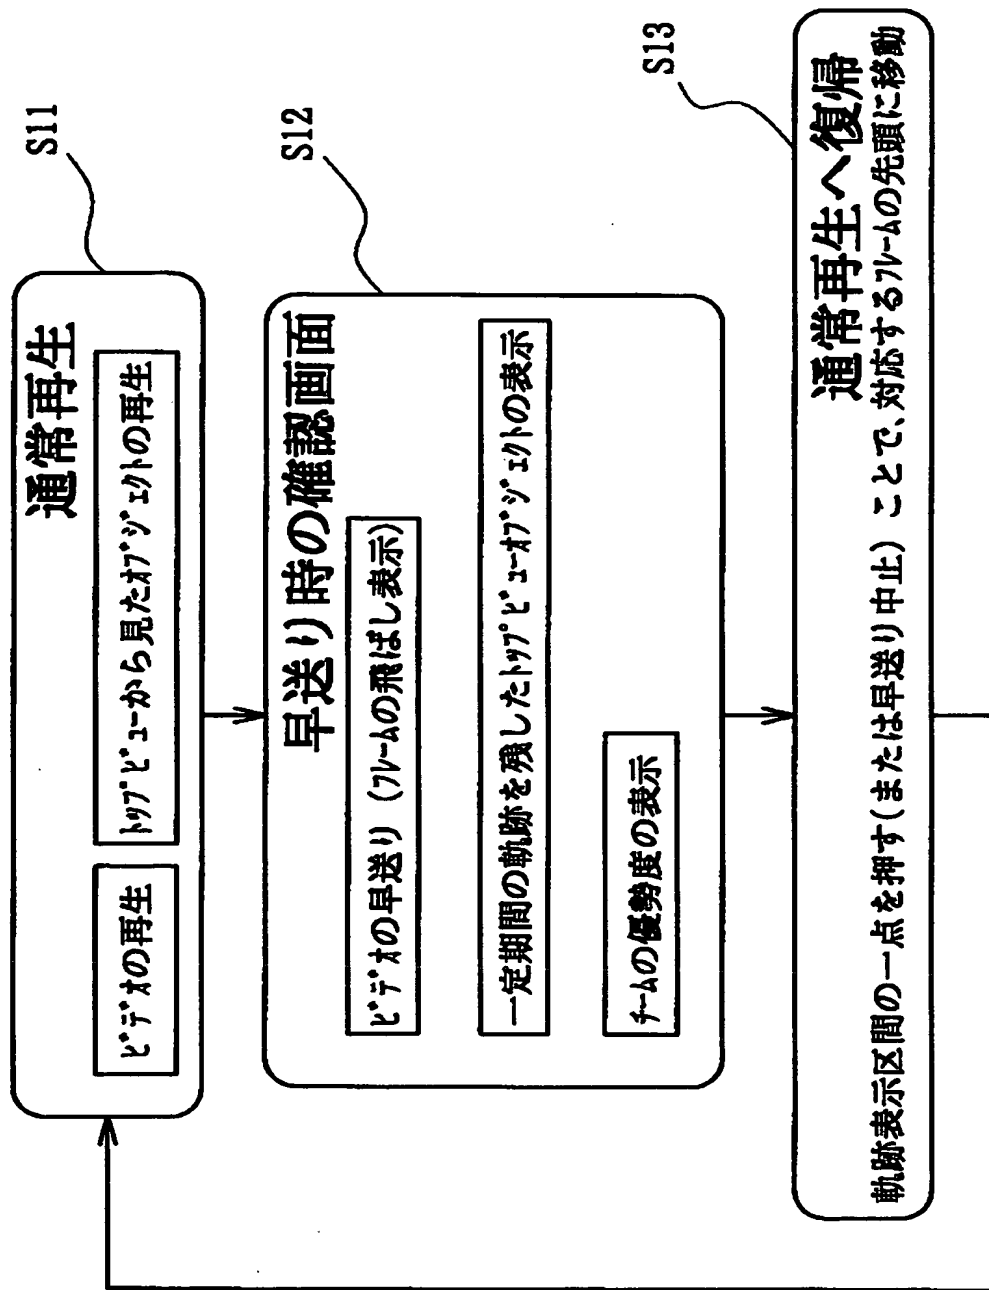 S11
通常再生
ビデオの再生
トップビューから見たオブジェクトの再生
S12
早送り時の確認画面
ビデオの早送り (フレームの飛ばし表示)
一定期間の軌跡を残したトップビューオブジェクトの表示
チームの優勢度の表示
S13
通常再生へ復帰
軌跡表示区間の一点を押す(または早送り中止) ことで、対応するフレームの先頭に移動